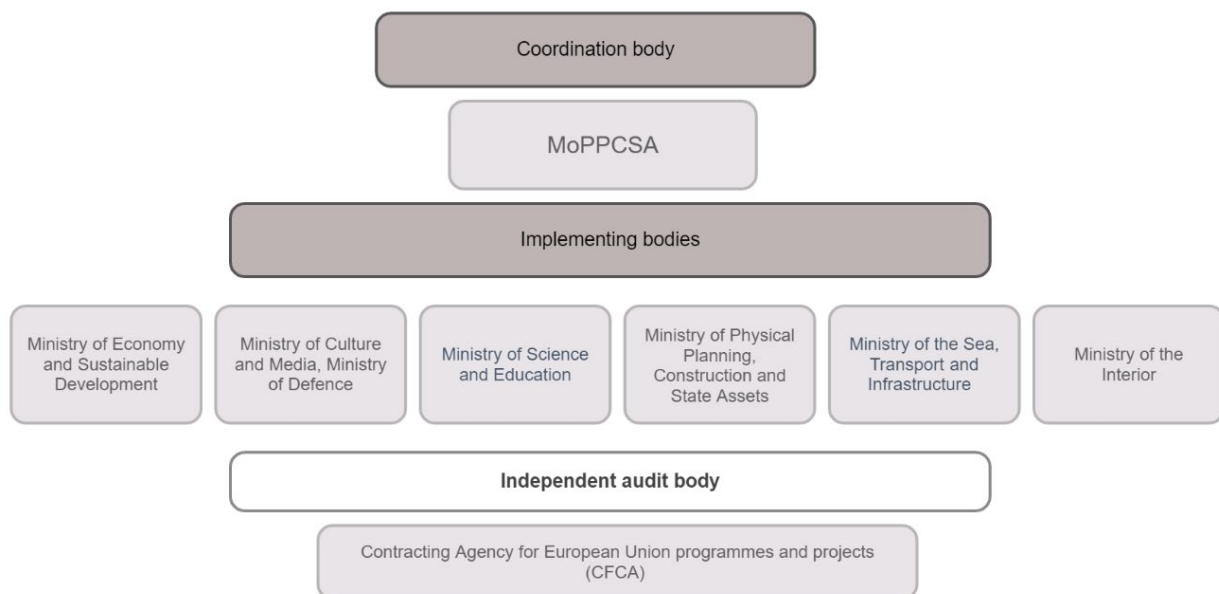 Coordination body
MoPPCSA
Implementing bodies
Ministry of Economy
and Sustainable
Development
Ministry of Culture
and Media, Ministry
of Defence
Ministry of Science
and Education
Ministry of Physical
Planning,
Construction and
State Assets
Ministry of the Sea,
Transport and
Infrastructure
Ministry of the
Interior
Independent audit body
Contracting Agency for European Union programmes and projects
(CFCA)